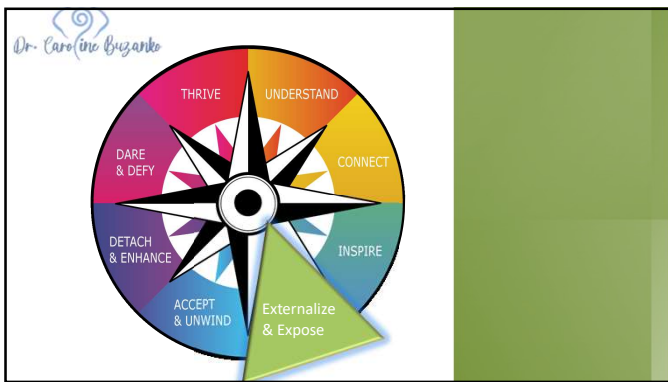 Dr. Caroline Buzanko
THRIVE
UNDERSTAND
DARE
& DEFY
CONNECT
DETACH
& ENHANCE
INSPIRE
ACCEPT
& UNWIND
Externalize
& Expose